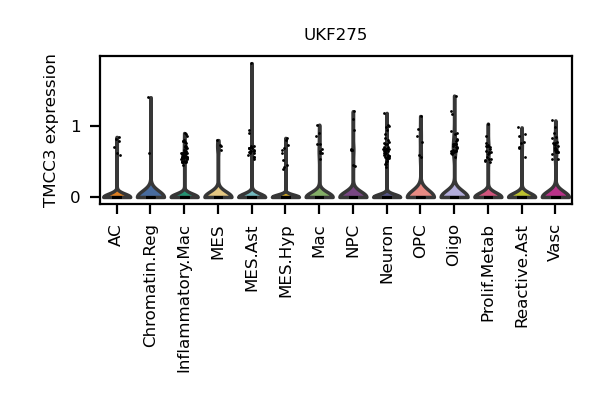 UKF275
TMCC3 expression
1
0
AC
Chromatin.Reg
Inflammatory.Mac
MES
MES.Ast
MES.Hyp
Mac
NPC
Neuron
OPC
Oligo
Prolif.Metab
Reactive.Ast
Vasc